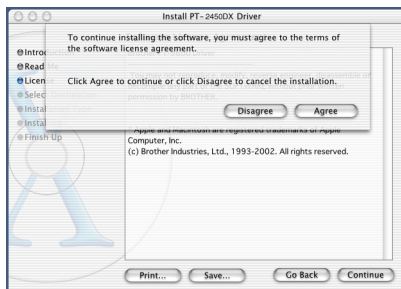 Install PT-2450DX Driver
To continue installing the software, you must agree to the terms of
the software license agreement.
Click Agree to continue or click Disagree to cancel the installation.
Disagree Agree
Introduction
Read Me
Licen
Selec
Instal
Instal
Finish Up
permission by BROTHER.
Apple and Macintosh are registered trademarks of Apple
Computer, Inc.
(c) Brother Industries, Ltd., 1993-2002. All rights reserved.
Print... Save... Go Back Continue